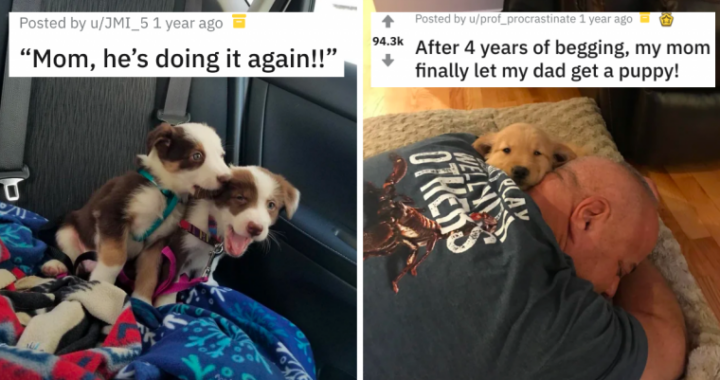 Posted by u/JMI_5 1 year ago
“Mom, he’s doing it again!!”
Posted by u/prof_procrastinate 1 year ago
94.3k
After 4 years of begging, my mom
finally let my dad get a puppy!
OTHERS